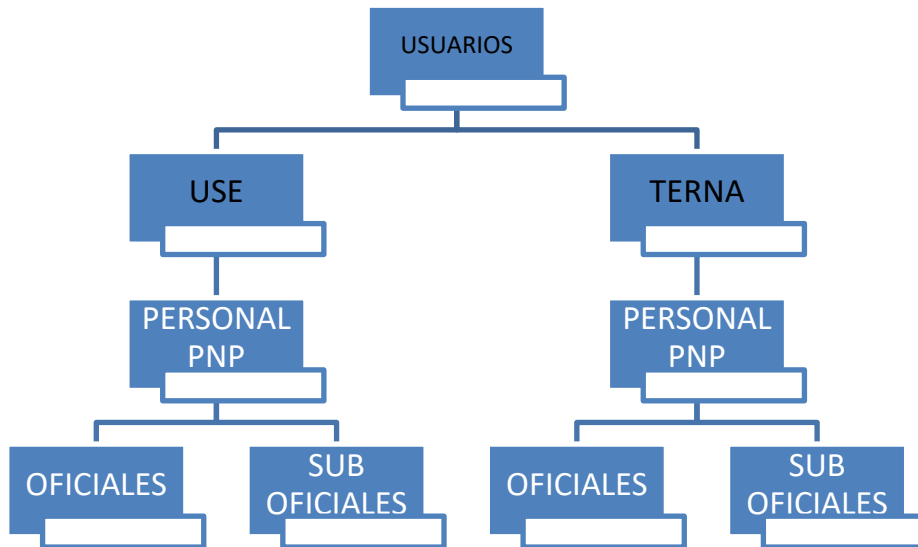 USUARIOS
USE
TERNA
PERSONAL
PNP
PERSONAL
PNP
OFICIALES
SUB
OFICIALES
OFICIALES
SUB
OFICIALES